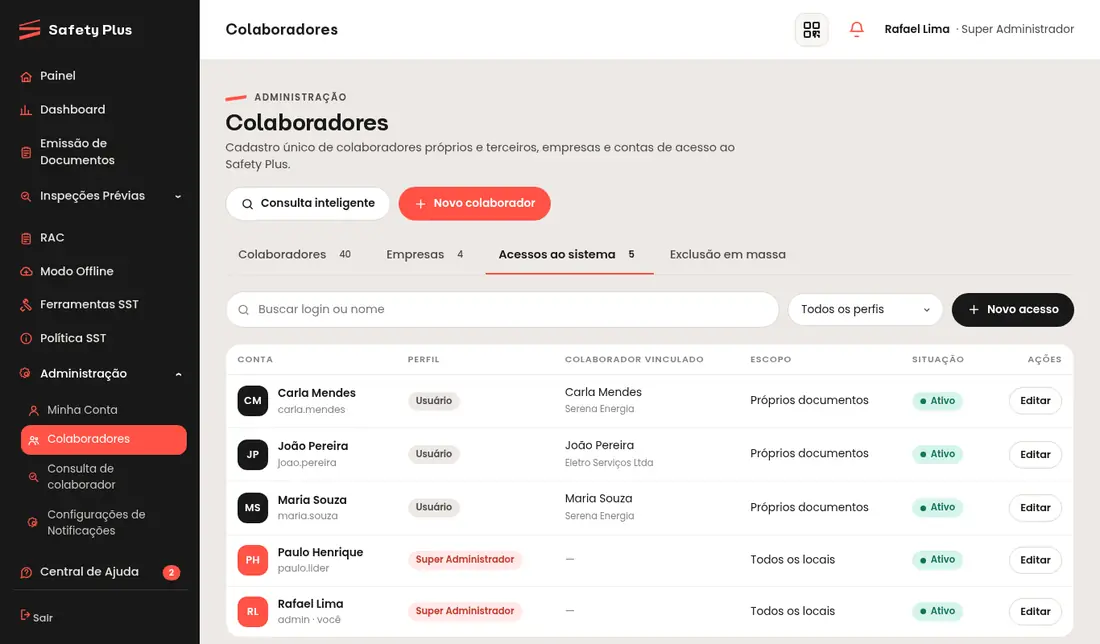 Safety Plus
Painel
Dashboard
Emissão de
Documentos
Inspeções Prévias
RAC
Modo Offline
Ferramentas SST
Política SST
Administração
Minha Conta
Colaboradores
Consulta de
colaborador
Configurações de
Notificações
Central de Ajuda 2
Sair
Colaboradores
Rafael Lima · Super Administrador
ADMINISTRAÇÃO
Colaboradores
Cadastro único de colaboradores próprios e terceiros, empresas e contas de acesso ao
Safety Plus.
Consulta inteligente
+ Novo colaborador
Colaboradores 40 Empresas 4 Acessos ao sistema 5 Exclusão em massa
Buscar login ou nome
Todos os perfis
+ Novo acesso
CONTA PERFIL COLABORADOR VINCULADO ESCOPO SITUAÇÃO AÇÕES
CM Carla Mendes Usuário Carla Mendes Próprios documentos Ativo Editar
carla.mendes Serena Energia
JP João Pereira Usuário João Pereira Próprios documentos Ativo Editar
joao.pereira Eletro Serviços Ltda
MS Maria Souza Usuário Maria Souza Próprios documentos Ativo Editar
maria.souza Serena Energia
PH Paulo Henrique Super Administrador — Todos os locais Ativo Editar
paulo.lider
RL Rafael Lima Super Administrador — Todos os locais Ativo Editar
admin · você